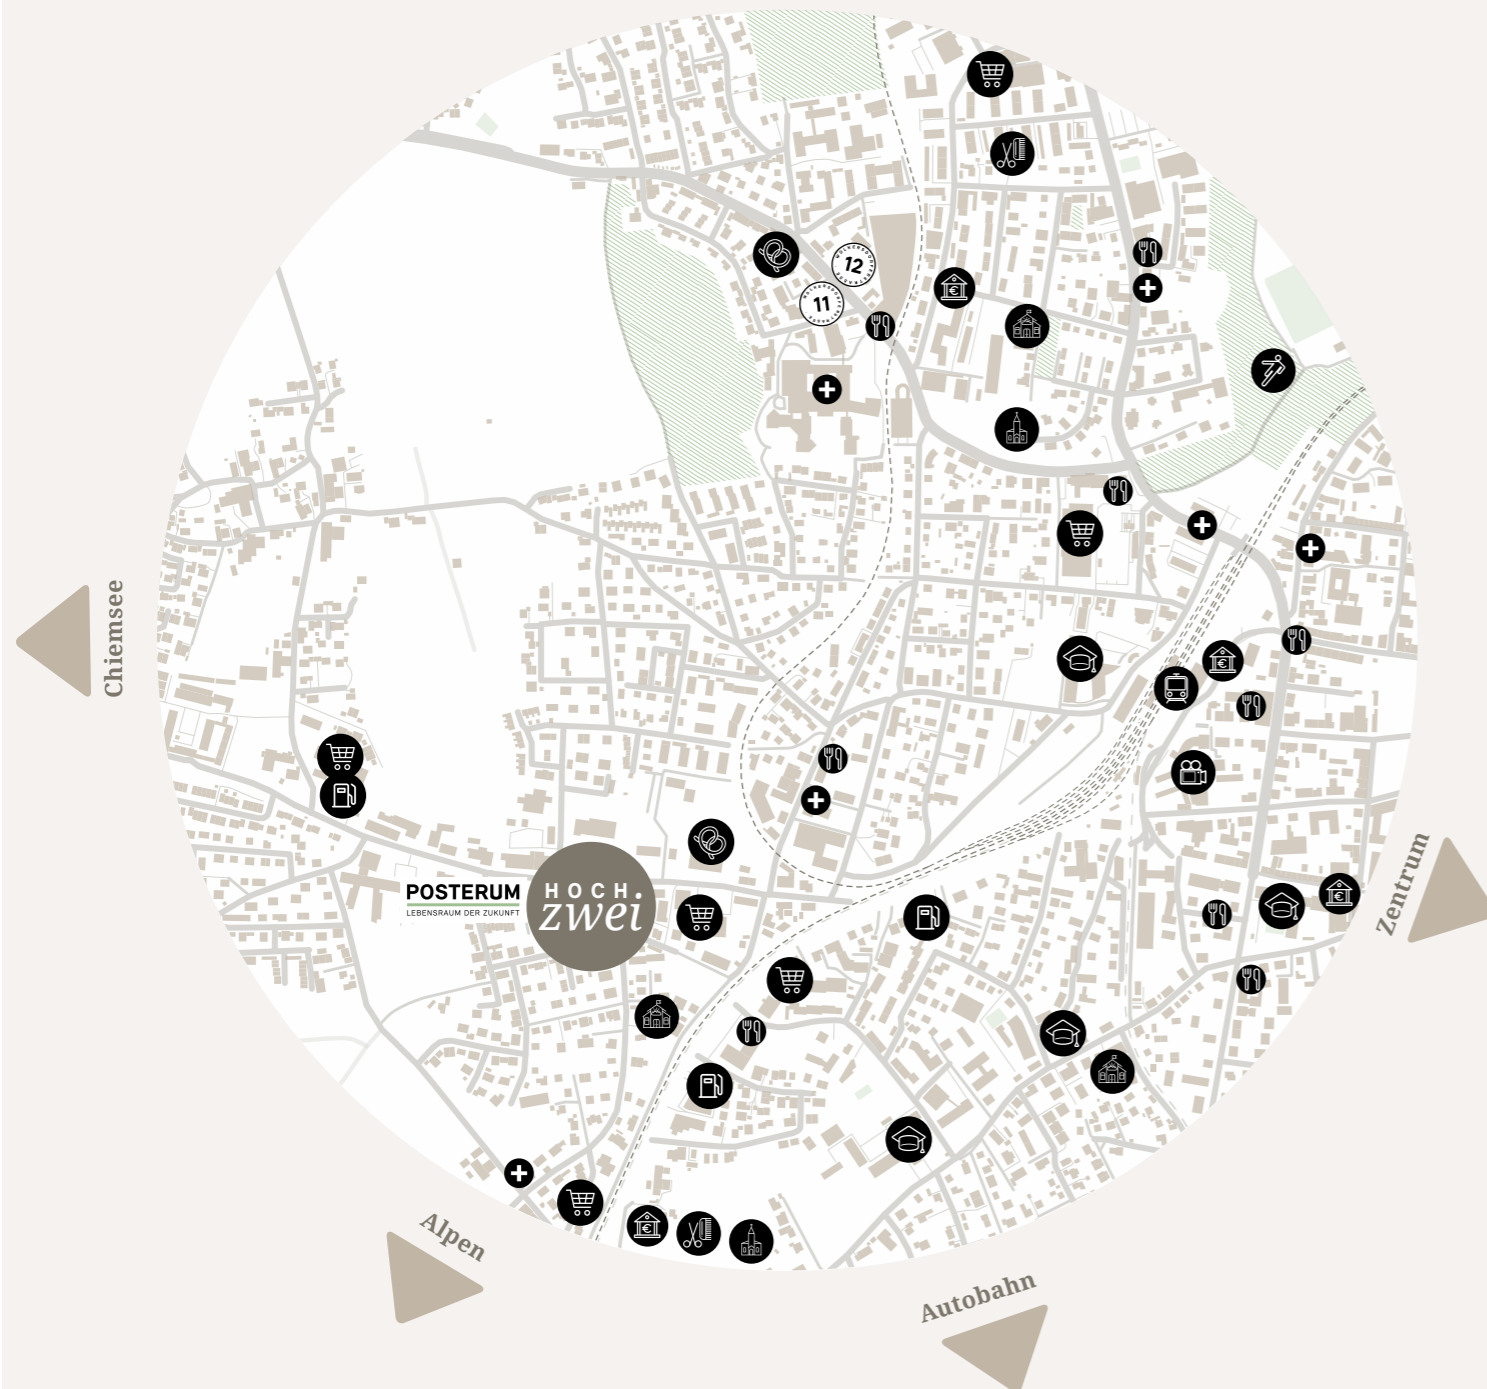 12
11
Chiemsee
POSTERUM
LEBENSRAUM DER ZUKUNFT
HOCH.
zwei
Zentrum
Alpen
Autobahn